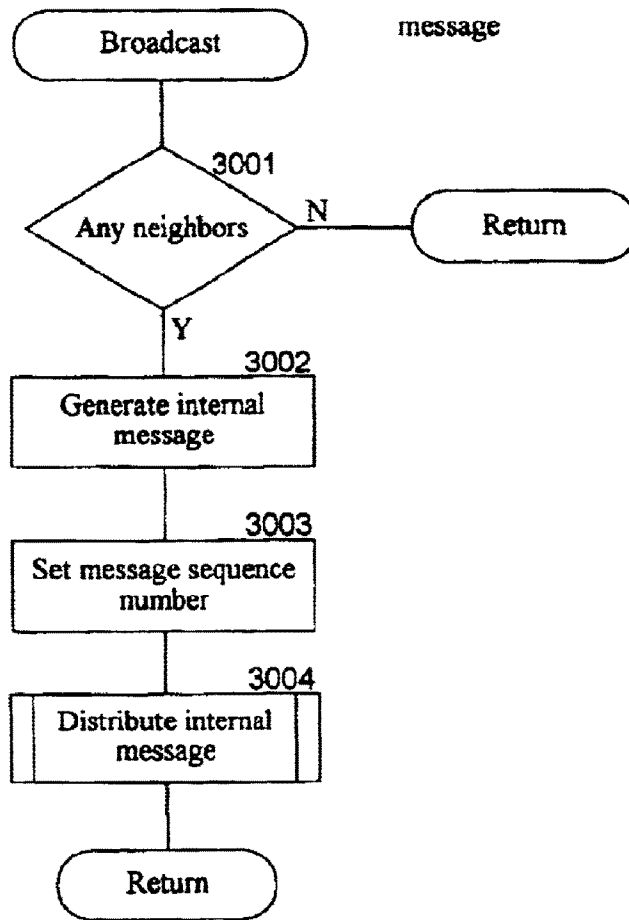 Broadcast
message
3001
Any neighbors
N
Return
Y
3002
Generate internal
message
3003
Set message sequence
number
3004
Distribute internal
message
Return